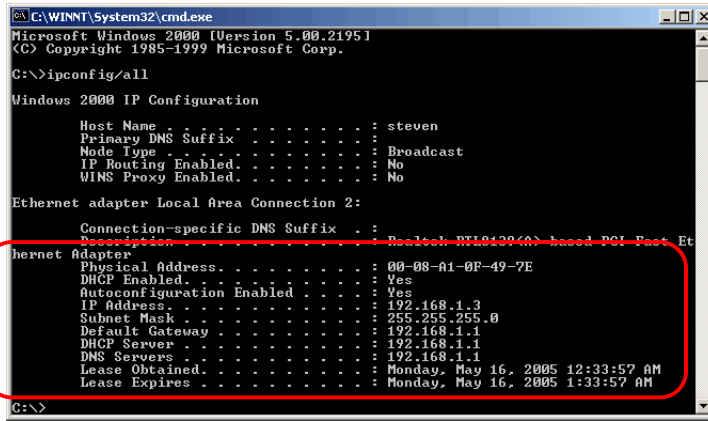 C:\WINNT\System32\cmd.exe
Microsoft Windows 2000 [Version 5.00.2195]
(C) Copyright 1985-1999 Microsoft Corp.
C:\>ipconfig/all
Windows 2000 IP Configuration
Host Name . . . . . . . . . . . . : steven
Primary DNS Suffix  . . . . . . . :
Node Type . . . . . . . . . . . . : Broadcast
IP Routing Enabled. . . . . . . . : No
WINS Proxy Enabled. . . . . . . . : No
Ethernet adapter Local Area Connection 2:
Connection-specific DNS Suffix  . :
Description . . . . . . . . . . . : Realtek RTL8139(A) based PCI Fast Et
hernet Adapter
Physical Address. . . . . . . . . : 00-08-A1-0F-49-7E
DHCP Enabled. . . . . . . . . . . : Yes
Autoconfiguration Enabled . . . . : Yes
IP Address. . . . . . . . . . . . : 192.168.1.3
Subnet Mask . . . . . . . . . . . : 255.255.255.0
Default Gateway . . . . . . . . . : 192.168.1.1
DHCP Server . . . . . . . . . . . : 192.168.1.1
DNS Servers . . . . . . . . . . . : 192.168.1.1
Lease Obtained. . . . . . . . . . : Monday, May 16, 2005 12:33:57 AM
Lease Expires . . . . . . . . . . : Monday, May 16, 2005 1:33:57 AM
C:\>